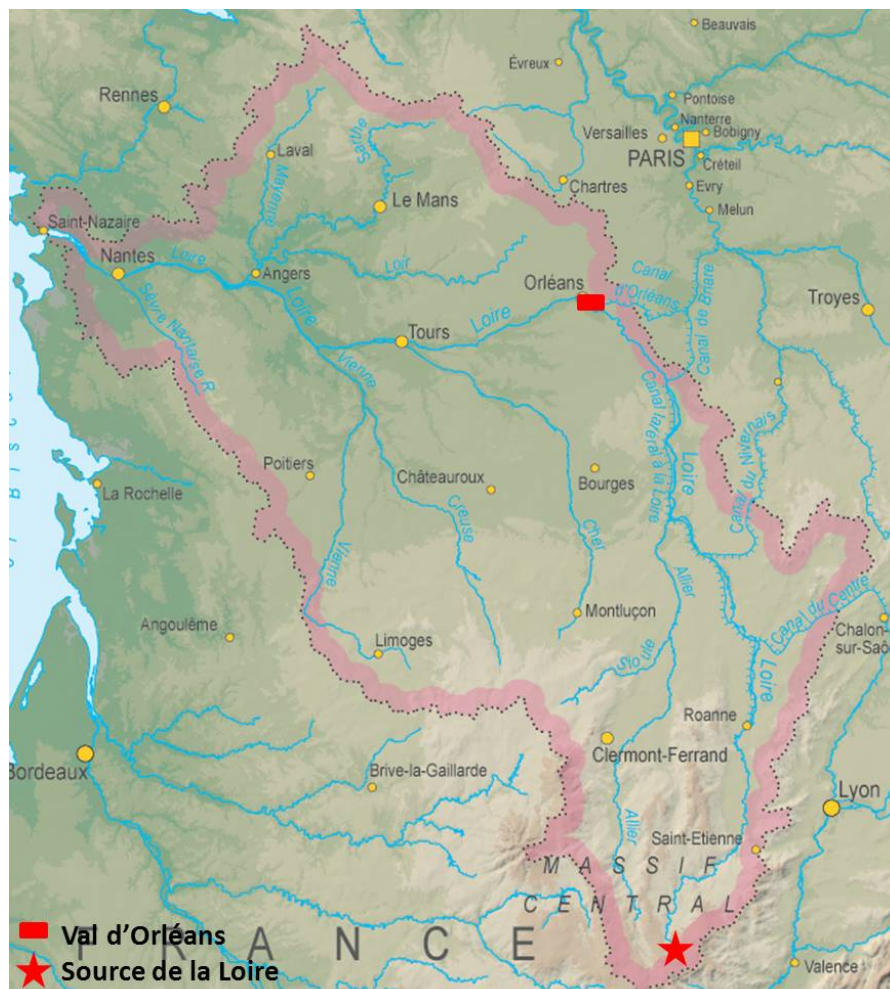 Beauvais
Évreux
Rennes
Pontoise
Nanterre
Versailles
Bobigny
PARIS
Laval
Sarthe
Créteil
Chartres
Evry
Mayenne
Le Mans
Melun
Saint-Nazaire
Nantes
Loire
Angers
Loir
Canal
d'Orléans
Orléans
Canal de Briare
Troyes
Loire
Loire
Tours
Sèvre Nantarse R
Vienne
Canal latéral à la Loire
Loire
Canal du Nivernais
Poitiers
Châteauroux
Bourges
La Rochelle
Creuse
Cher
Vienne
Allier
Montluçon
Canal du Centre
Angoulême
Limoges
Chalon-
sur-Saô
Sioule
Loire
Roanne
Clermont-Ferrand
Bordeaux
Brive-la-Gaillarde
Lyon
Allier
Saint-Etienne
MASSIF
CENTRAL
FRANCE
Val d'Orléans
Source de la Loire
Valence